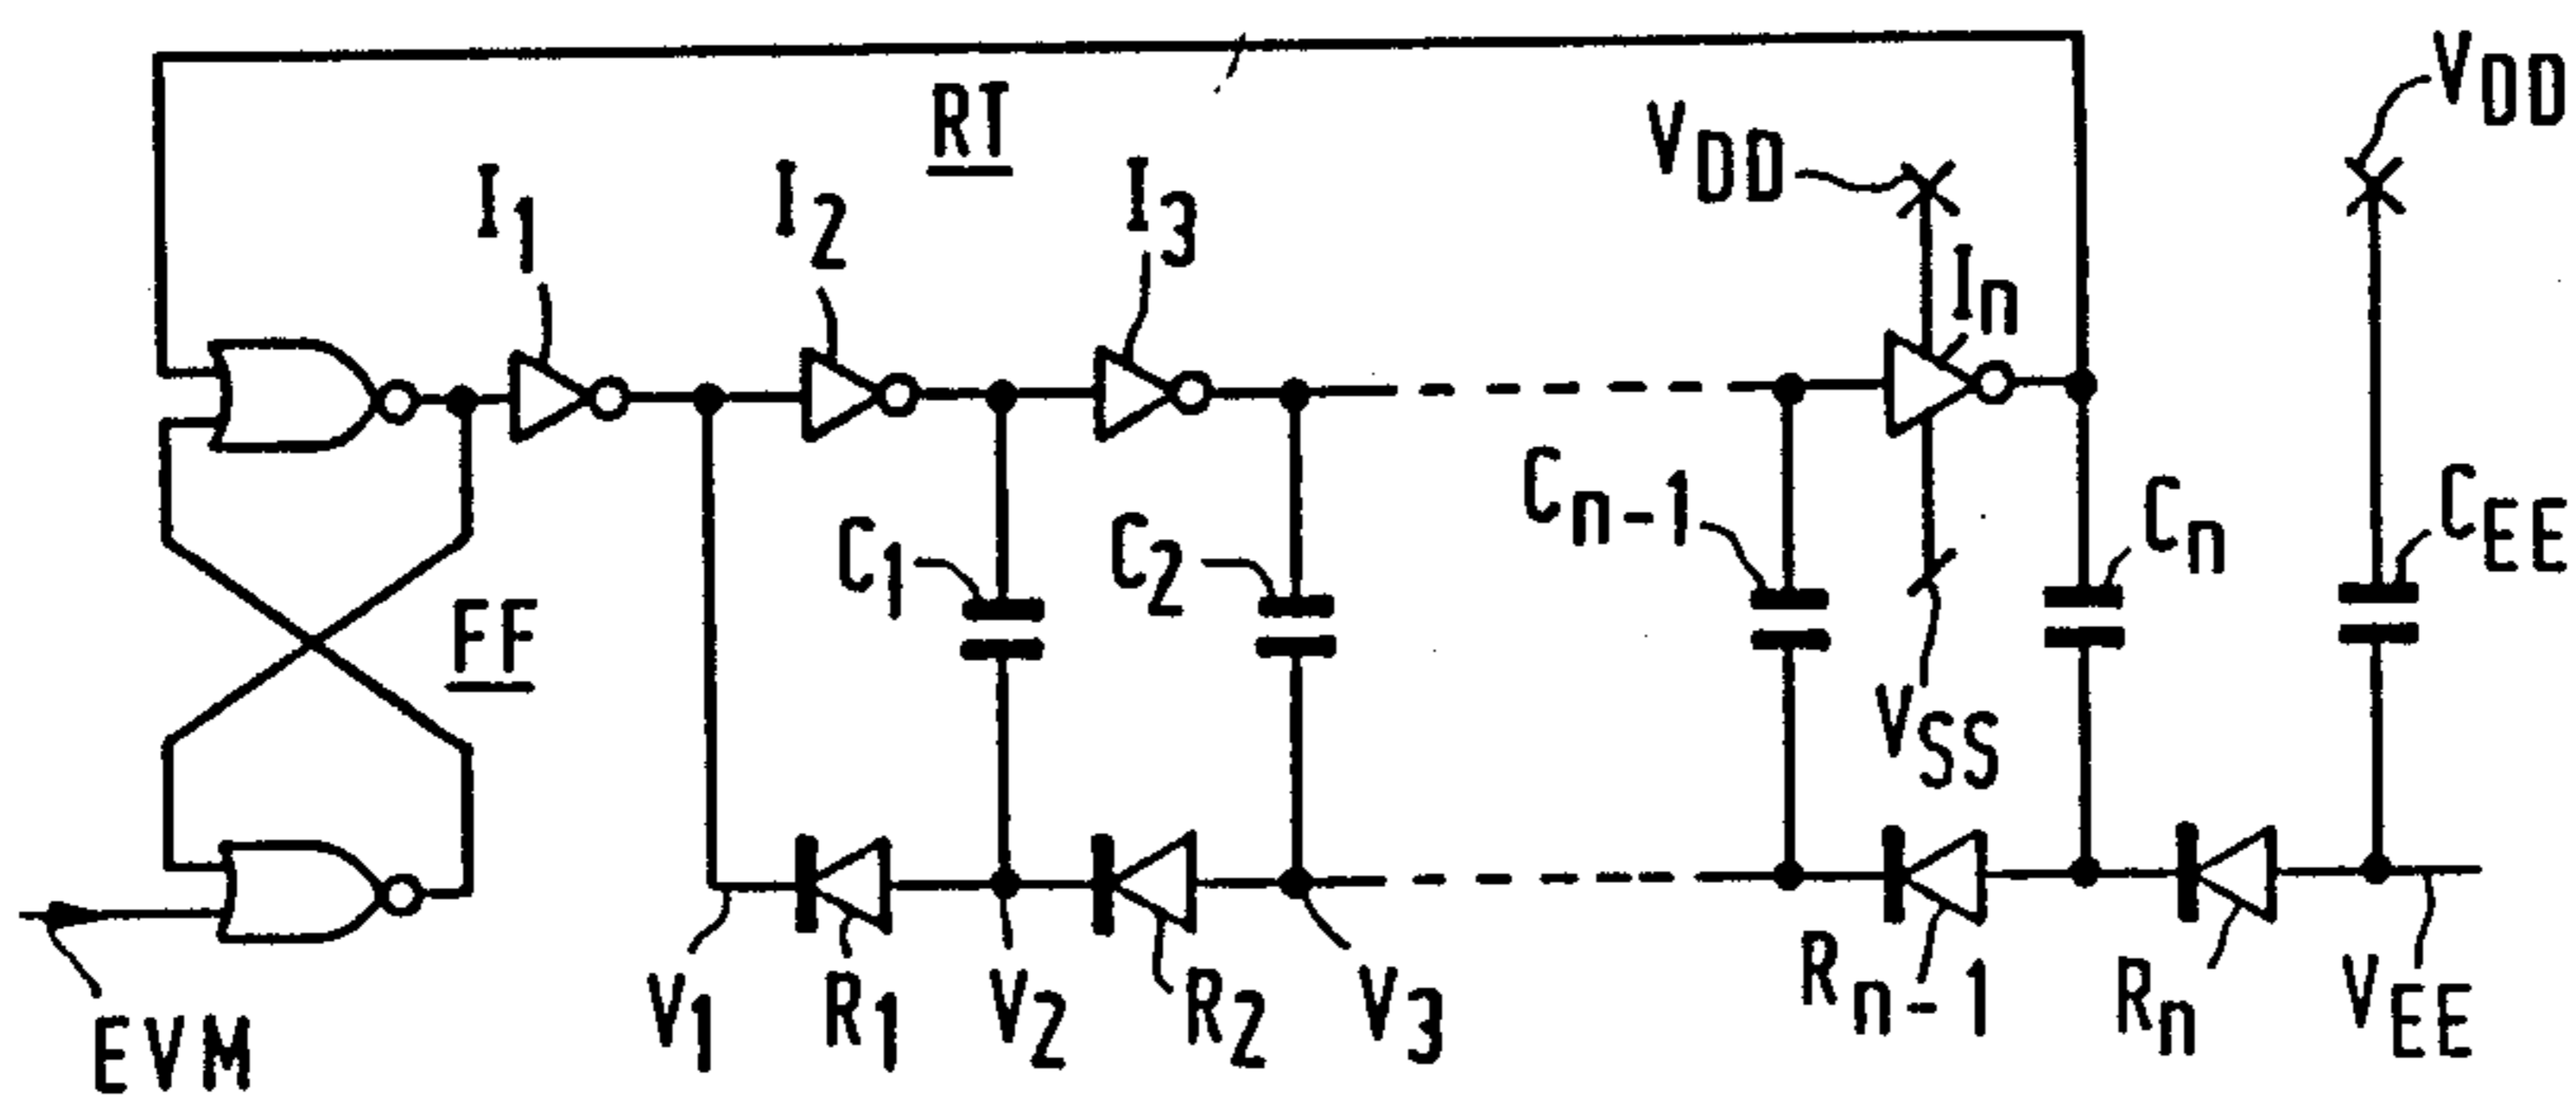 V_DD
RT
V_DD
I_1
I_2
I_3
I_n
C_n-1
C_n
C_EE
C_1
C_2
FF
V_SS
V_1
R_1
V_2
R_2
V_3
R_n-1
R_n
V_EE
EVM